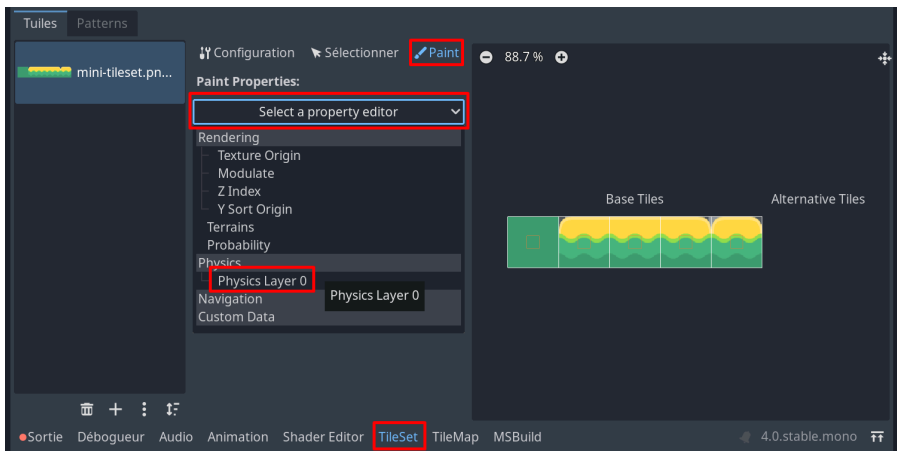 Tuiles Patterns
mini-tileset.pn...
Configuration Sélectionner Paint
Paint Properties:
Select a property editor
Rendering
Texture Origin
Modulate
Z Index
Y Sort Origin
Terrains
Probability
Physics
Physics Layer 0
Physics Layer 0
Navigation
Custom Data
88.7 %
Base Tiles Alternative Tiles
Sortie Débogueur Audio Animation Shader Editor TileSet TileMap MSBuild 4.0.stable.mono